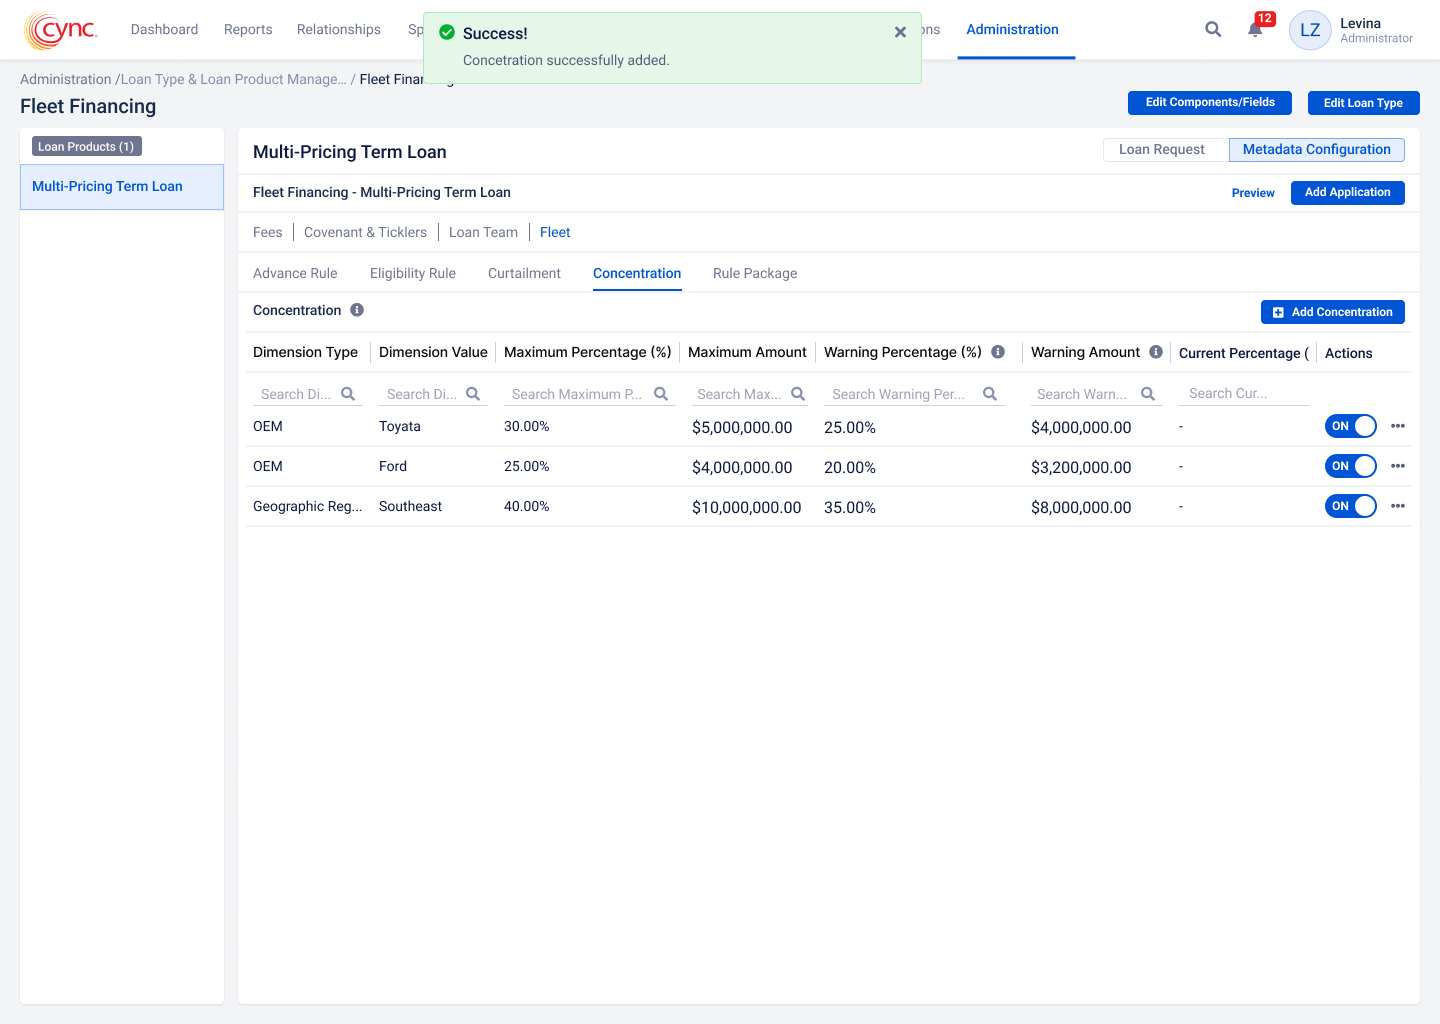 cync
Dashboard
Reports
Relationships
Sp
Success!
Concetration successfully added.
ons
Administration
12
LZ
Levina
Administrator
Administration /Loan Type & Loan Product Manage... / Fleet Financing
Fleet Financing
Edit Components/Fields
Edit Loan Type
Loan Products (1)
Multi-Pricing Term Loan
Multi-Pricing Term Loan
Loan Request
Metadata Configuration
Fleet Financing - Multi-Pricing Term Loan
Preview
Add Application
Fees
Covenant & Ticklers
Loan Team
Fleet
Advance Rule
Eligibility Rule
Curtailment
Concentration
Rule Package
Concentration
Add Concentration
Dimension Type
Dimension Value
Maximum Percentage (%)
Maximum Amount
Warning Percentage (%)
Warning Amount
Current Percentage (
Actions
Search Di...
Search Di...
Search Maximum P...
Search Max...
Search Warning Per...
Search Warn...
Search Cur...
OEM
Toyata
30.00%
$5,000,000.00
25.00%
$4,000,000.00
-
ON
OEM
Ford
25.00%
$4,000,000.00
20.00%
$3,200,000.00
-
ON
Geographic Reg...
Southeast
40.00%
$10,000,000.00
35.00%
$8,000,000.00
-
ON